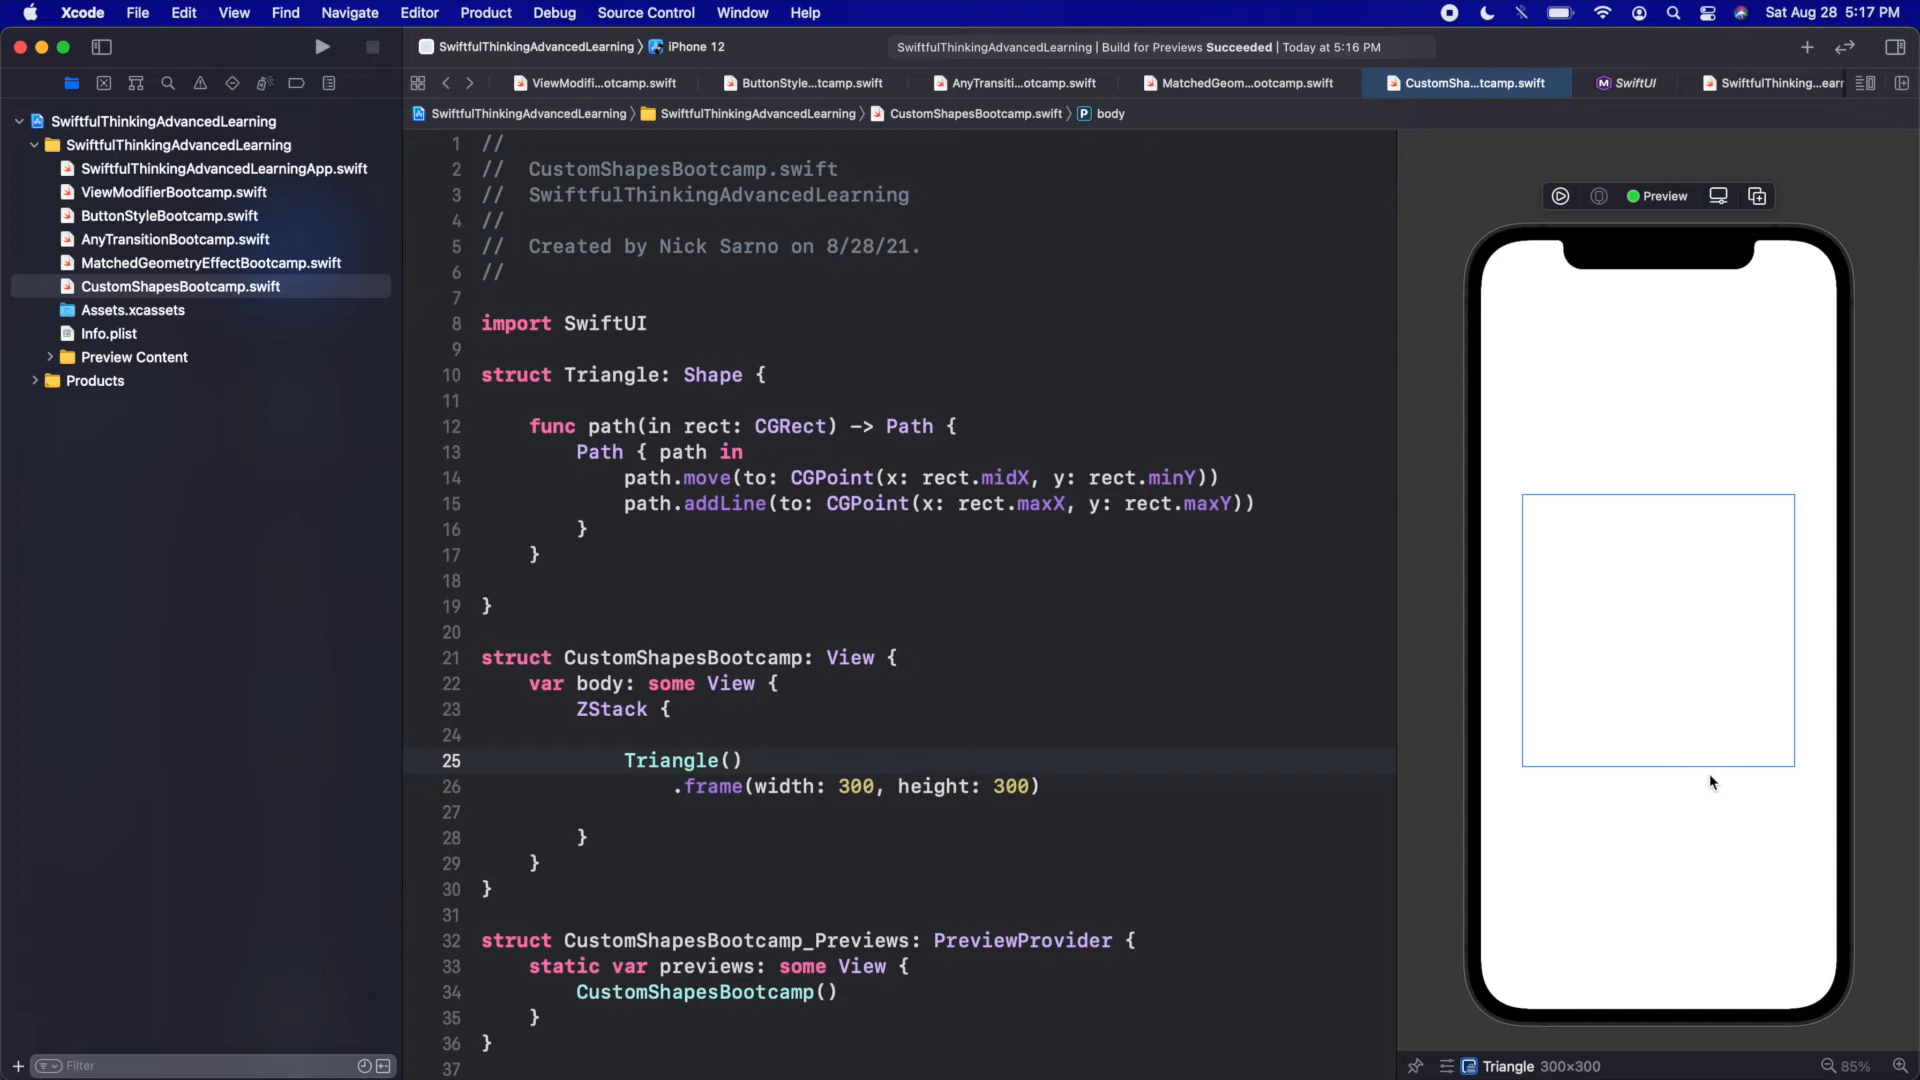 Xcode File Edit View Find Navigate Editor Product Debug Source Control Window Help Sat Aug 28 5:17 PM
SwiftfulThinkingAdvancedLearning iPhone 12 SwiftfulThinkingAdvancedLearning | Build for Previews Succeeded | Today at 5:16 PM
ViewModifi...otcamp.swift ButtonStyle...tcamp.swift AnyTransiti...otcamp.swift MatchedGeom...ootcamp.swift CustomSha...tcamp.swift SwiftUI SwiftfulThinking...earr
SwiftfulThinkingAdvancedLearning SwiftfulThinkingAdvancedLearning CustomShapesBootcamp.swift P body
SwiftfulThinkingAdvancedLearning
SwiftfulThinkingAdvancedLearning
SwiftfulThinkingAdvancedLearningApp.swift
ViewModifierBootcamp.swift
ButtonStyleBootcamp.swift
AnyTransitionBootcamp.swift
MatchedGeometryEffectBootcamp.swift
CustomShapesBootcamp.swift
Assets.xcassets
Info.plist
Preview Content
Products
Filter
1 //
2 // CustomShapesBootcamp.swift
3 // SwiftfulThinkingAdvancedLearning
4 //
5 // Created by Nick Sarno on 8/28/21.
6 //
7
8 import SwiftUI
9
10 struct Triangle: Shape {
11
12 func path(in rect: CGRect) -> Path {
13 Path { path in
14 path.move(to: CGPoint(x: rect.midX, y: rect.minY))
15 path.addLine(to: CGPoint(x: rect.maxX, y: rect.maxY))
16 }
17 }
18
19 }
20
21 struct CustomShapesBootcamp: View {
22 var body: some View {
23 ZStack {
24
25 Triangle()
26 .frame(width: 300, height: 300)
27
28 }
29 }
30 }
31
32 struct CustomShapesBootcamp_Previews: PreviewProvider {
33 static var previews: some View {
34 CustomShapesBootcamp()
35 }
36 }
37
Preview
Triangle 300×300 85%